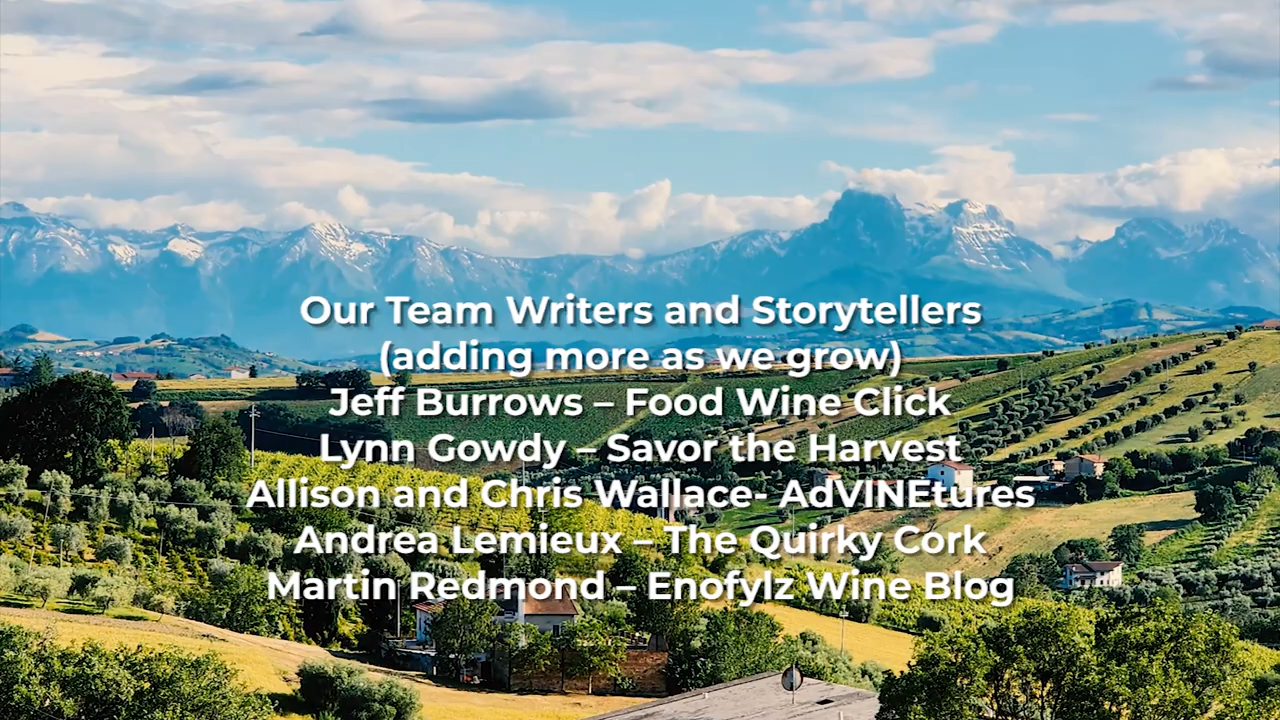 Our Team Writers and Storytellers
(adding more as we grow)
Jeff Burrows – Food Wine Click
Lynn Gowdy – Savor the Harvest
Allison and Chris Wallace- AdVINEtures
Andrea Lemieux – The Quirky Cork
Martin Redmond – Enofylz Wine Blog